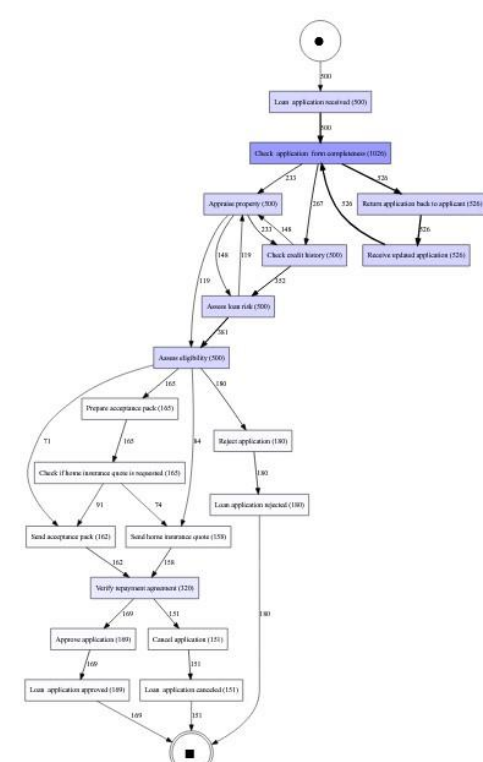 500
Loan application received (500)
500
Check application form completeness (1026)
233
526
Appraise property (500)
267
526
Return application back to applicant (526)
233
148
526
148
119
Check credit history (500)
Receive updated application (526)
119
352
Assess loan risk (500)
381
Assess eligibility (500)
165
180
Prepare acceptance pack (165)
71
165
84
Reject application (180)
Check if home insurance quote is requested (165)
180
91
74
Loan application rejected (180)
Send acceptance pack (162)
Send home insurance quote (158)
162
158
Verify repayment agreement (320)
180
169
151
Approve application (169)
Cancel application (151)
169
151
Loan application approved (169)
Loan application canceled (151)
169
151